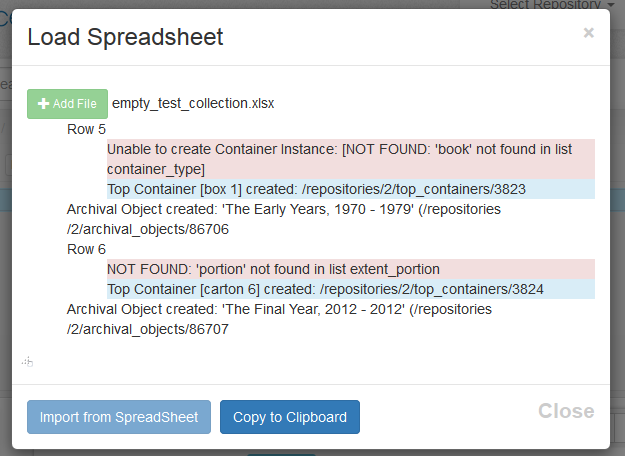 Select Repository
Load Spreadsheet
×
Add File empty_test_collection.xlsx
Row 5
Unable to create Container Instance: [NOT FOUND: 'book' not found in list
container_type]
Top Container [box 1] created: /repositories/2/top_containers/3823
Archival Object created: 'The Early Years, 1970 - 1979' (/repositories
/2/archival_objects/86706
Row 6
NOT FOUND: 'portion' not found in list extent_portion
Top Container [carton 6] created: /repositories/2/top_containers/3824
Archival Object created: 'The Final Year, 2012 - 2012' (/repositories
/2/archival_objects/86707
Close
Import from SpreadSheet Copy to Clipboard